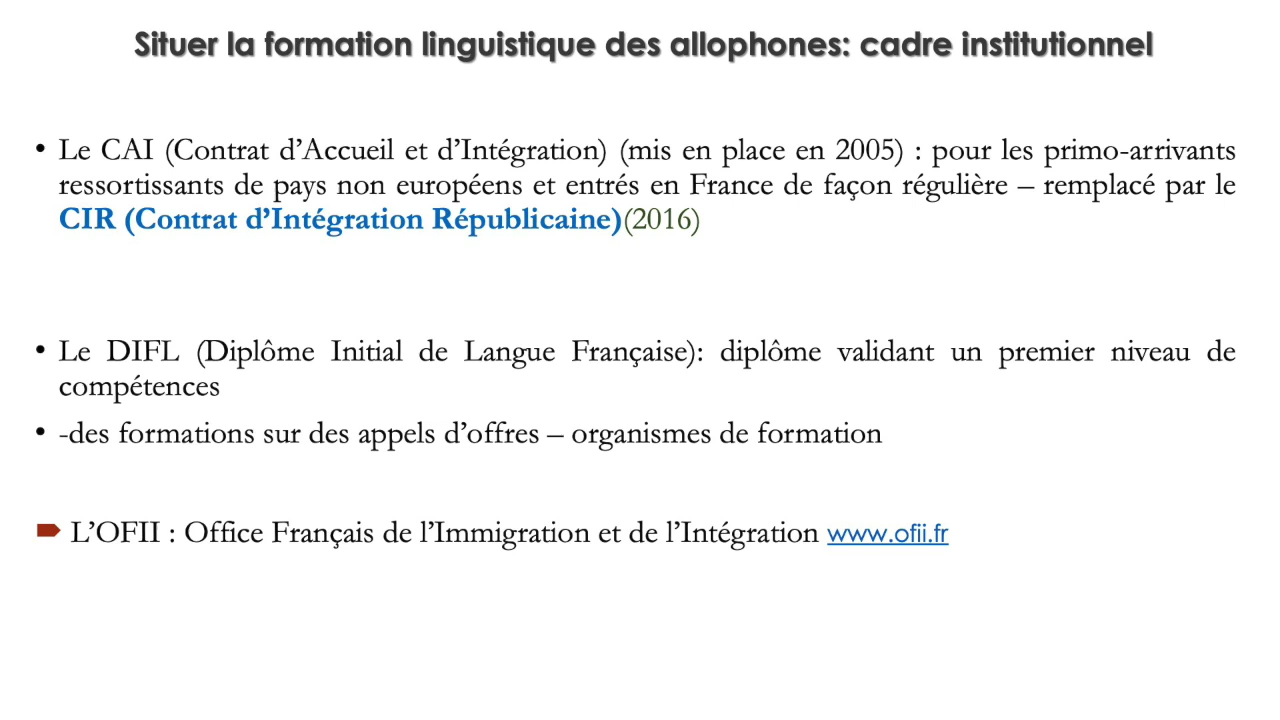 Situer la formation linguistique des allophones: cadre institutionnel
• Le CAI (Contrat d’Accueil et d’Intégration) (mis en place en 2005) : pour les primo-arrivants
ressortissants de pays non européens et entrés en France de façon régulière – remplacé par le
CIR (Contrat d’Intégration Républicaine)(2016)
• Le DIFL (Diplôme Initial de Langue Française): diplôme validant un premier niveau de
compétences
• -des formations sur des appels d’offres – organismes de formation
L’OFII : Office Français de l’Immigration et de l’Intégration www.ofii.fr